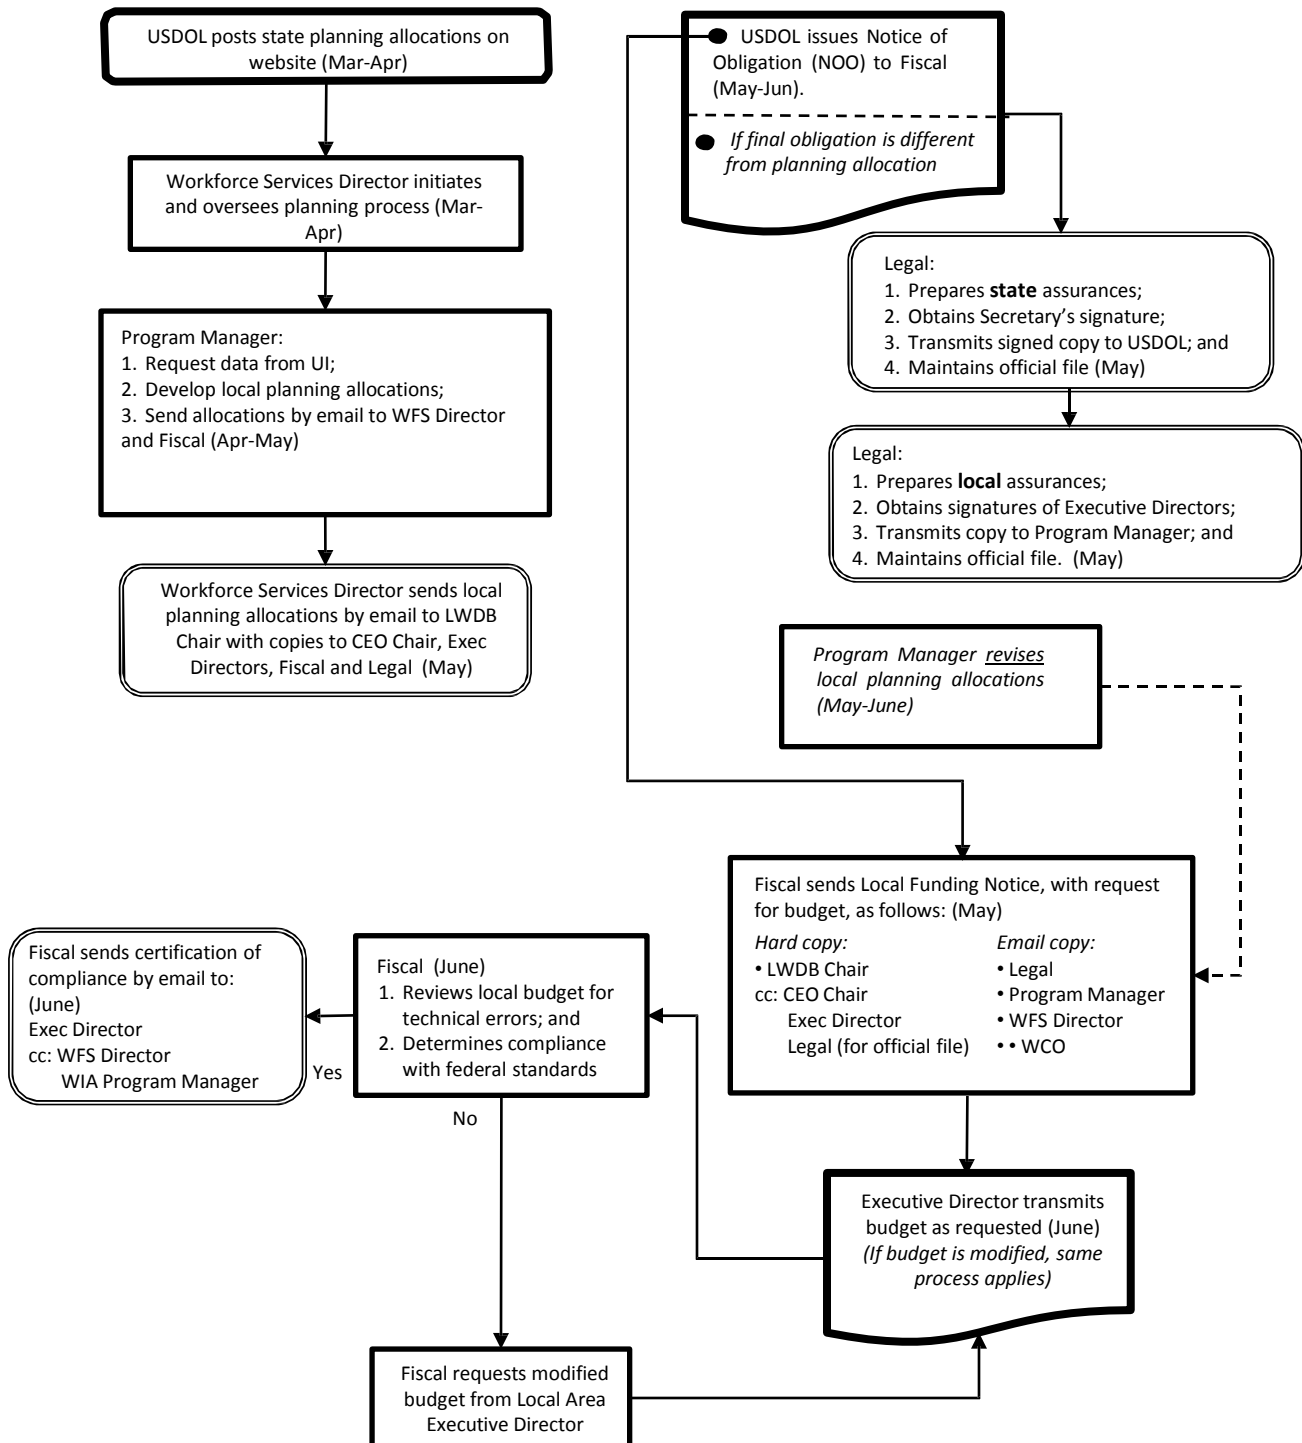 USDOL posts state planning allocations on
website (Mar-Apr)
Workforce Services Director initiates
and oversees planning process (Mar-
Apr)
Program Manager:
1. Request data from UI;
2. Develop local planning allocations;
3. Send allocations by email to WFS Director
and Fiscal (Apr-May)
Workforce Services Director sends local
planning allocations by email to LWDB
Chair with copies to CEO Chair, Exec
Directors, Fiscal and Legal (May)
● USDOL issues Notice of
Obligation (NOO) to Fiscal
(May-Jun).
● If final obligation is different
from planning allocation
Legal:
1. Prepares state assurances;
2. Obtains Secretary's signature;
3. Transmits signed copy to USDOL; and
4. Maintains official file (May)
Legal:
1. Prepares local assurances;
2. Obtains signatures of Executive Directors;
3. Transmits copy to Program Manager; and
4. Maintains official file. (May)
Program Manager revises
local planning allocations
(May-June)
Fiscal sends Local Funding Notice, with request
for budget, as follows: (May)
Hard copy:
• LWDB Chair
cc: CEO Chair
Exec Director
Legal (for official file)
Email copy:
• Legal
• Program Manager
• WFS Director
• • WCO
Executive Director transmits
budget as requested (June)
(If budget is modified, same
process applies)
Fiscal (June)
1. Reviews local budget for
technical errors; and
2. Determines compliance
with federal standards
Yes
No
Fiscal sends certification of
compliance by email to:
(June)
Exec Director
cc: WFS Director
WIA Program Manager
Fiscal requests modified
budget from Local Area
Executive Director